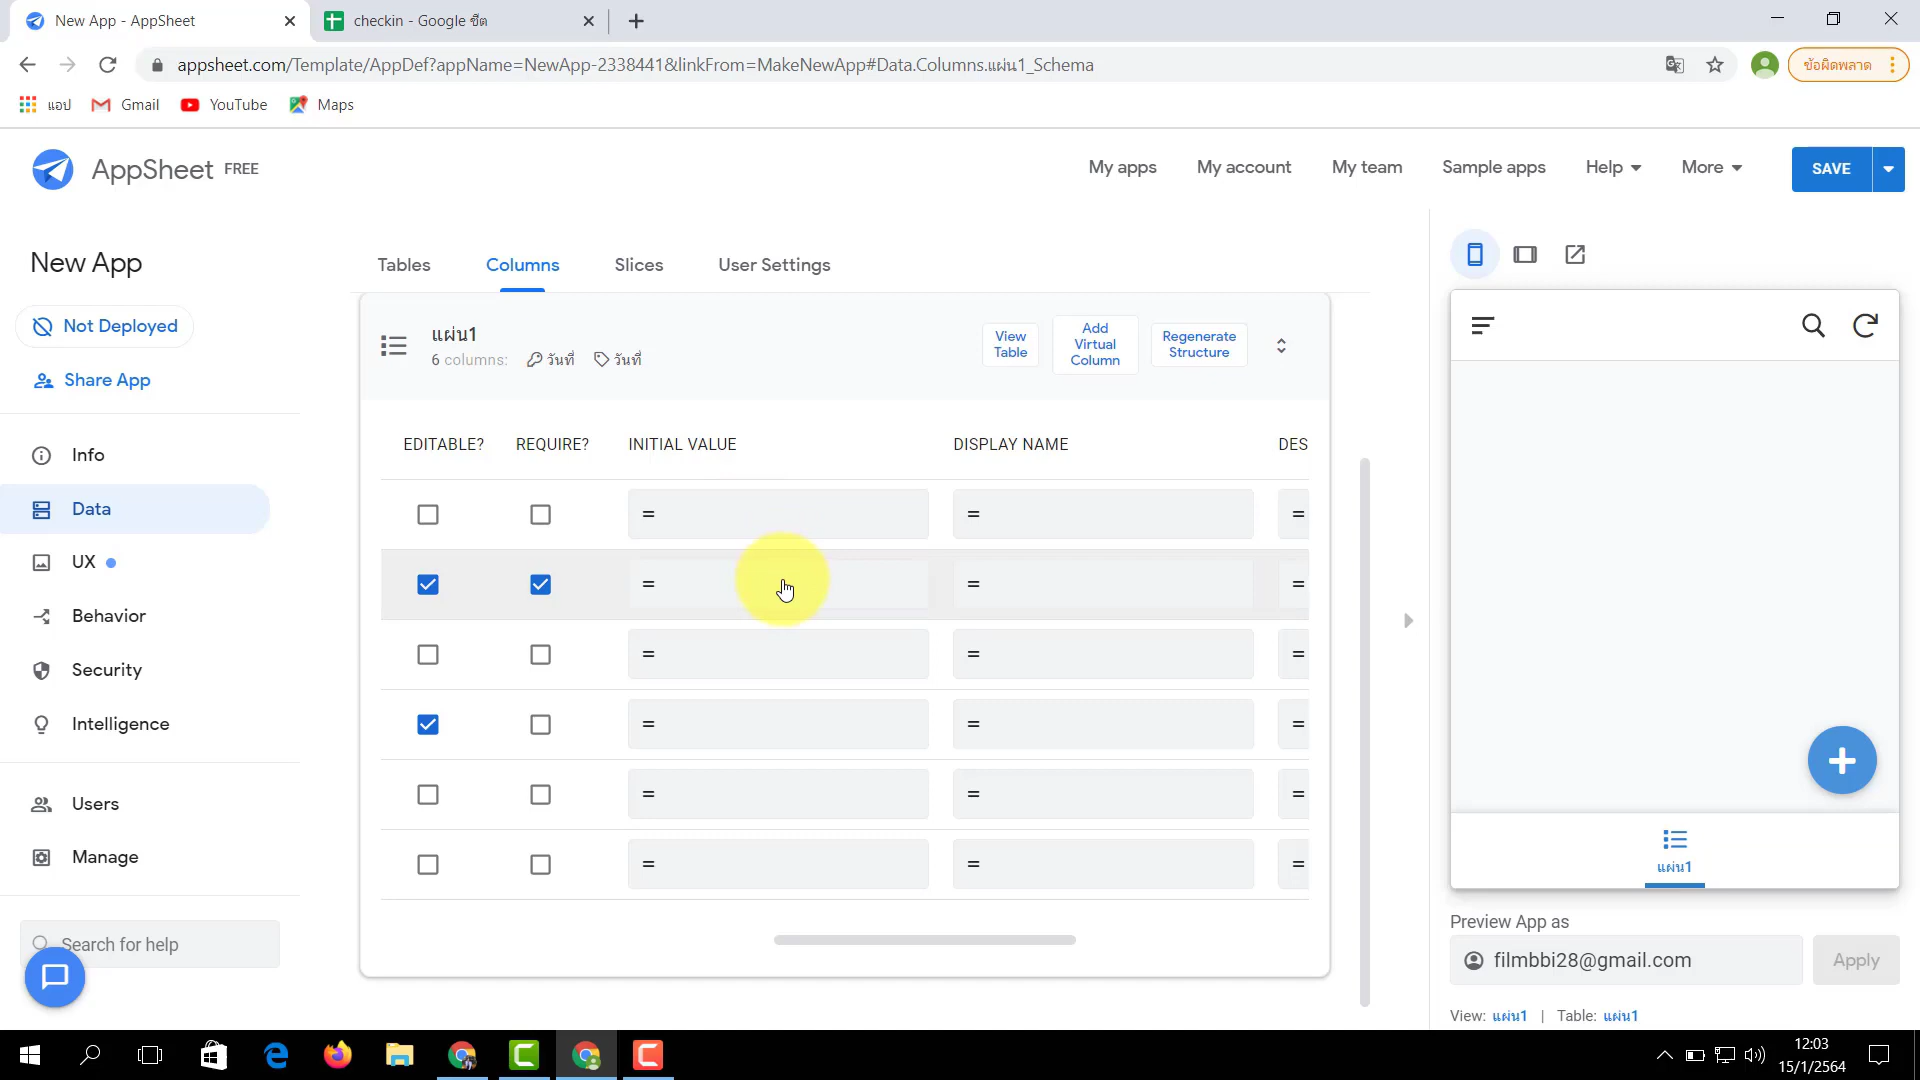 New App - AppSheet
checkin - Google ชีต
appsheet.com/Template/AppDef?appName=NewApp-2338441&linkFrom=MakeNewApp#Data.Columns.แผ่น1_Schema
ข้อผิดพลาด
แอป
Gmail
YouTube
Maps
AppSheet FREE
My apps
My account
My team
Sample apps
Help
More
SAVE
New App
Not Deployed
Share App
Info
Data
UX
Behavior
Security
Intelligence
Users
Manage
Search for help
Tables
Columns
Slices
User Settings
แผ่น1
6 columns: วันที่ วันที่
View Table
Add Virtual Column
Regenerate Structure
EDITABLE? REQUIRE? INITIAL VALUE DISPLAY NAME DES
= = =
= = =
= = =
= = =
= = =
= = =
แผ่น1
Preview App as
filmbbi28@gmail.com
Apply
View: แผ่น1 | Table: แผ่น1
12:03
15/1/2564